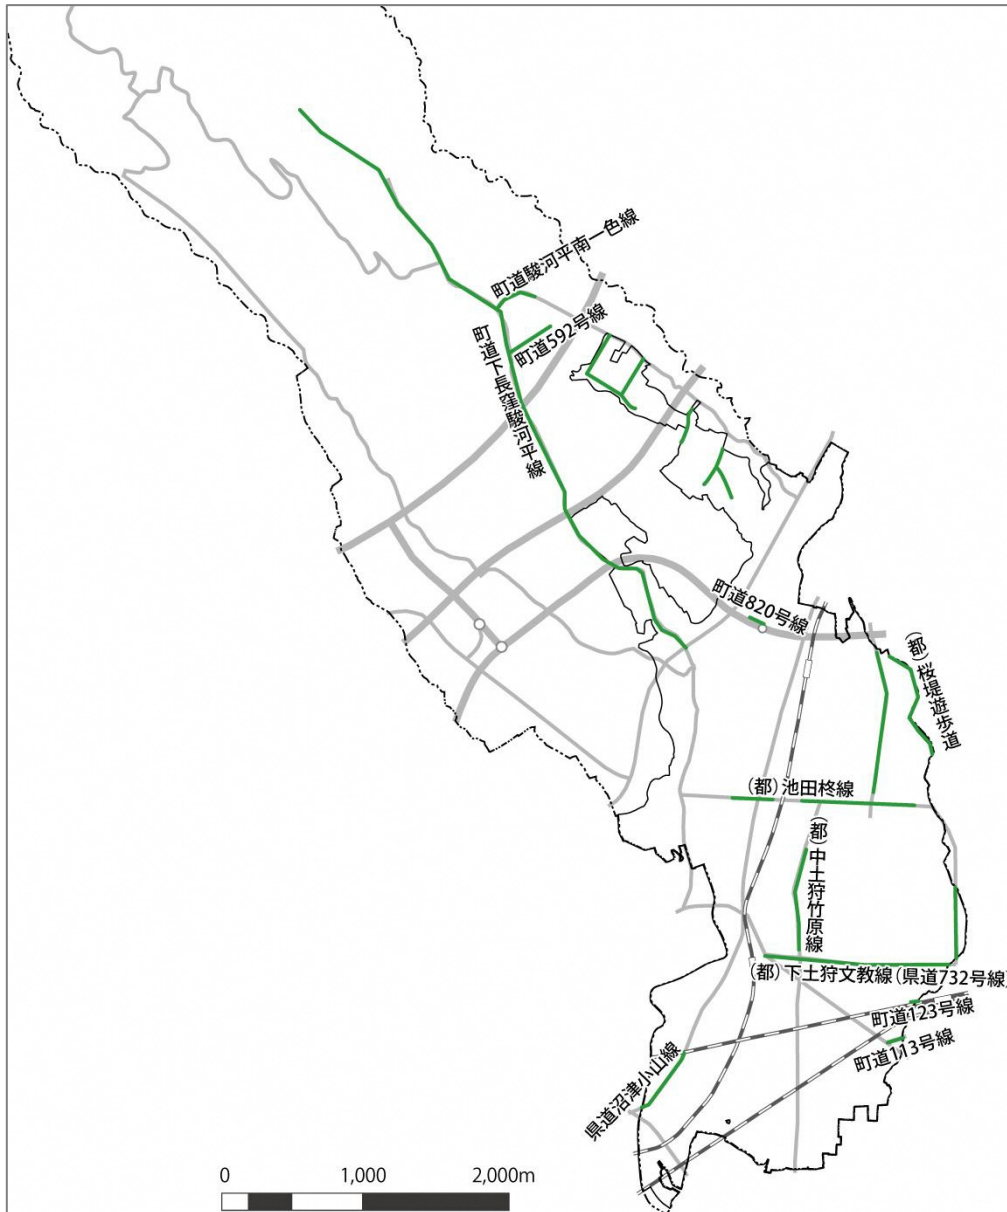 町道駿河平南一色線
町道592号線
町道下長窪駿河平線
町道820号線
(都)桜堤遊歩道
(都)池田柊線
(都)中土狩竹原線
(都)下土狩文教線(県道732号線)
町道123号線
町道113号線
県道沼津小山線
0 1,000 2,000m